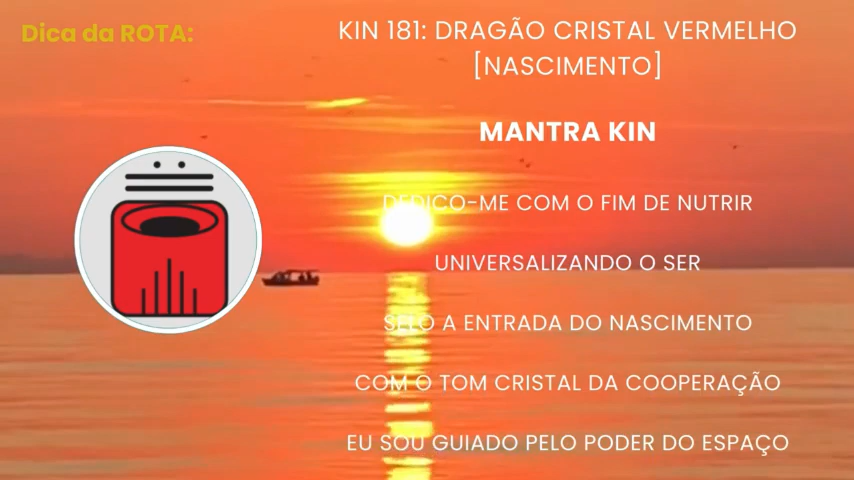 Dica da ROTA:
KIN 181: DRAGÃO CRISTAL VERMELHO
[NASCIMENTO]
MANTRA KIN
DEDICO-ME COM O FIM DE NUTRIR
UNIVERSALIZANDO O SER
SELO A ENTRADA DO NASCIMENTO
COM O TOM CRISTAL DA COOPERAÇÃO
EU SOU GUIADO PELO PODER DO ESPAÇO